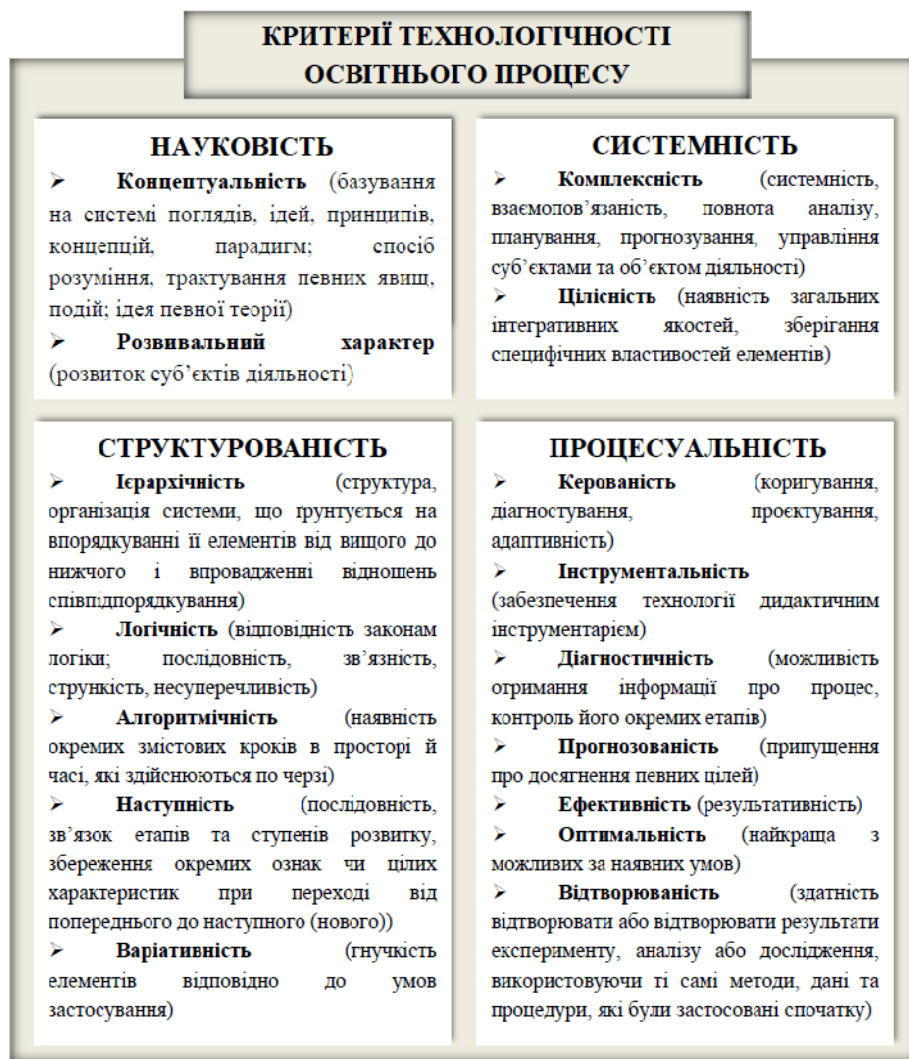 КРИТЕРІЇ ТЕХНОЛОГІЧНОСТІ
ОСВІТНЬОГО ПРОЦЕСУ
НАУКОВІСТЬ
➤ Концептуальність (базування
на системі поглядів, ідей, принципів,
концепцій, парадигм; спосіб
розуміння, трактування певних явищ,
подій; ідея певної теорії)
➤ Розвивальний характер
(розвиток суб’єктів діяльності)
СИСТЕМНІСТЬ
➤ Комплексність (системність,
взаємопов’язаність, повнота аналізу,
планування, прогнозування, управління
суб’єктами та об’єктом діяльності)
➤ Цілісність (наявність загальних
інтегративних якостей, зберігання
специфічних властивостей елементів)
СТРУКТУРОВАНІСТЬ
➤ Ієрархічність (структура,
організація системи, що ґрунтується на
впорядкуванні її елементів від вищого до
нижчого і впровадженні відношень
співпідпорядкування)
➤ Логічність (відповідність законам
логіки; послідовність, зв’язність,
стрункість, несуперечливість)
➤ Алгоритмічність (наявність
окремих змістових кроків в просторі й
часі, які здійснюються по черзі)
➤ Наступність (послідовність,
зв’язок етапів та ступенів розвитку,
збереження окремих ознак чи цілих
характеристик при переході від
попереднього до наступного (нового))
➤ Варіативність (гнучкість
елементів відповідно до умов
застосування)
ПРОЦЕСУАЛЬНІСТЬ
➤ Керованість (коригування,
діагностування, проєктування,
адаптивність)
➤ Інструментальність
(забезпечення технології дидактичним
інструментарієм)
➤ Діагностичність (можливість
отримання інформації про процес,
контроль його окремих етапів)
➤ Прогнозованість (припущення
про досягнення певних цілей)
➤ Ефективність (результативність)
➤ Оптимальність (найкраща з
можливих за наявних умов)
➤ Відтворюваність (здатність
відтворювати або відтворювати результати
експерименту, аналізу або дослідження,
використовуючи ті самі методи, дані та
процедури, які були застосовані спочатку)